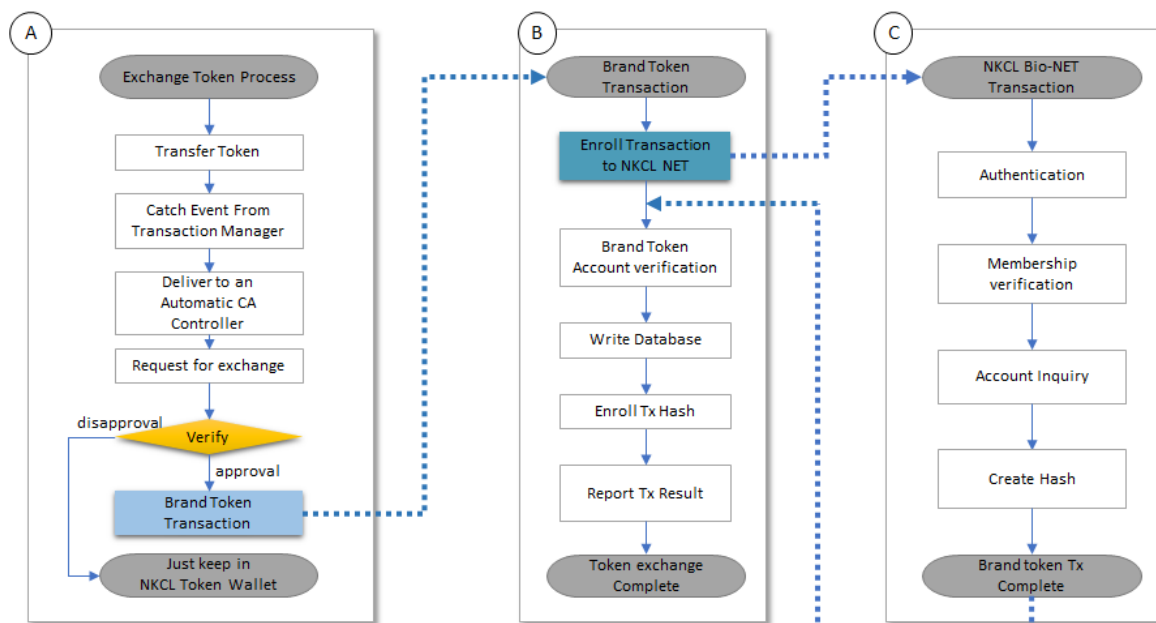 A
Exchange Token Process
Transfer Token
Catch Event From
Transaction Manager
Deliver to an
Automatic CA
Controller
Request for exchange
disapproval
Verify
approval
Brand Token
Transaction
Just keep in
NKCL Token Wallet
B
Brand Token
Transaction
Enroll Transaction
to NKCL NET
Brand Token
Account verification
Write Database
Enroll Tx Hash
Report Tx Result
Token exchange
Complete
C
NKCL Bio-NET
Transaction
Authentication
Membership
verification
Account Inquiry
Create Hash
Brand token Tx
Complete